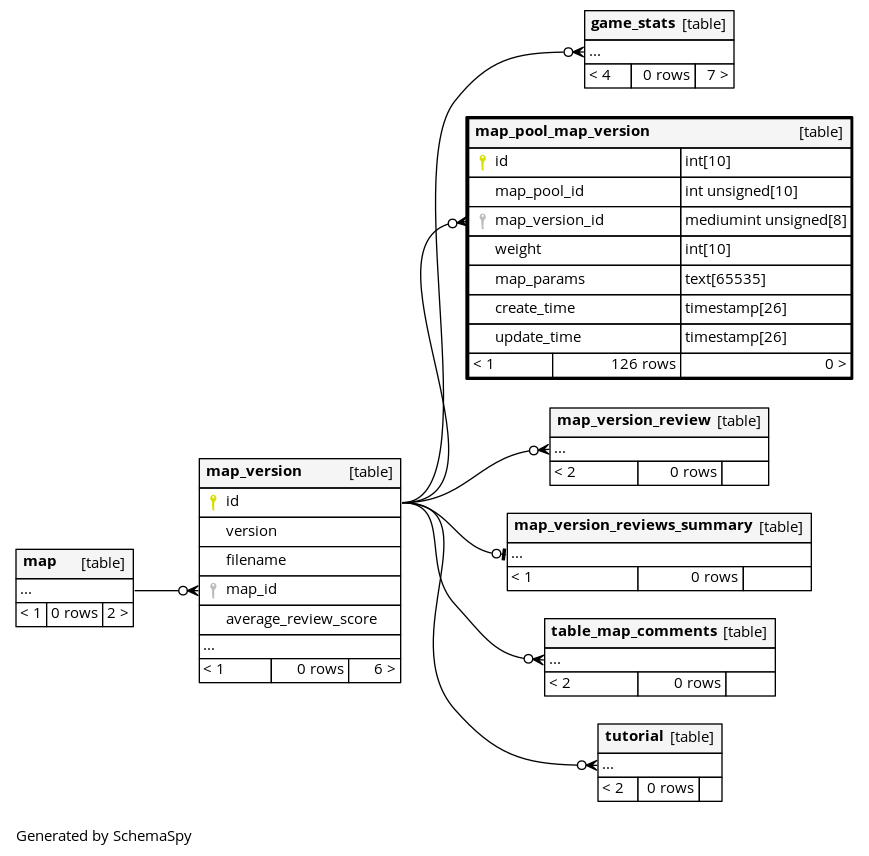 game_stats [table]
...
< 4 0 rows 7 >
map_pool_map_version [table]
id int[10]
map_pool_id int unsigned[10]
map_version_id mediumint unsigned[8]
weight int[10]
map_params text[65535]
create_time timestamp[26]
update_time timestamp[26]
< 1 126 rows 0 >
map_version_review [table]
...
< 2 0 rows
map_version [table]
id
version
filename
map_id
average_review_score
...
< 1 0 rows 6 >
map_version_reviews_summary [table]
...
< 1 0 rows
map [table]
...
< 1 0 rows 2 >
table_map_comments [table]
...
< 2 0 rows
tutorial [table]
...
< 2 0 rows
Generated by SchemaSpy